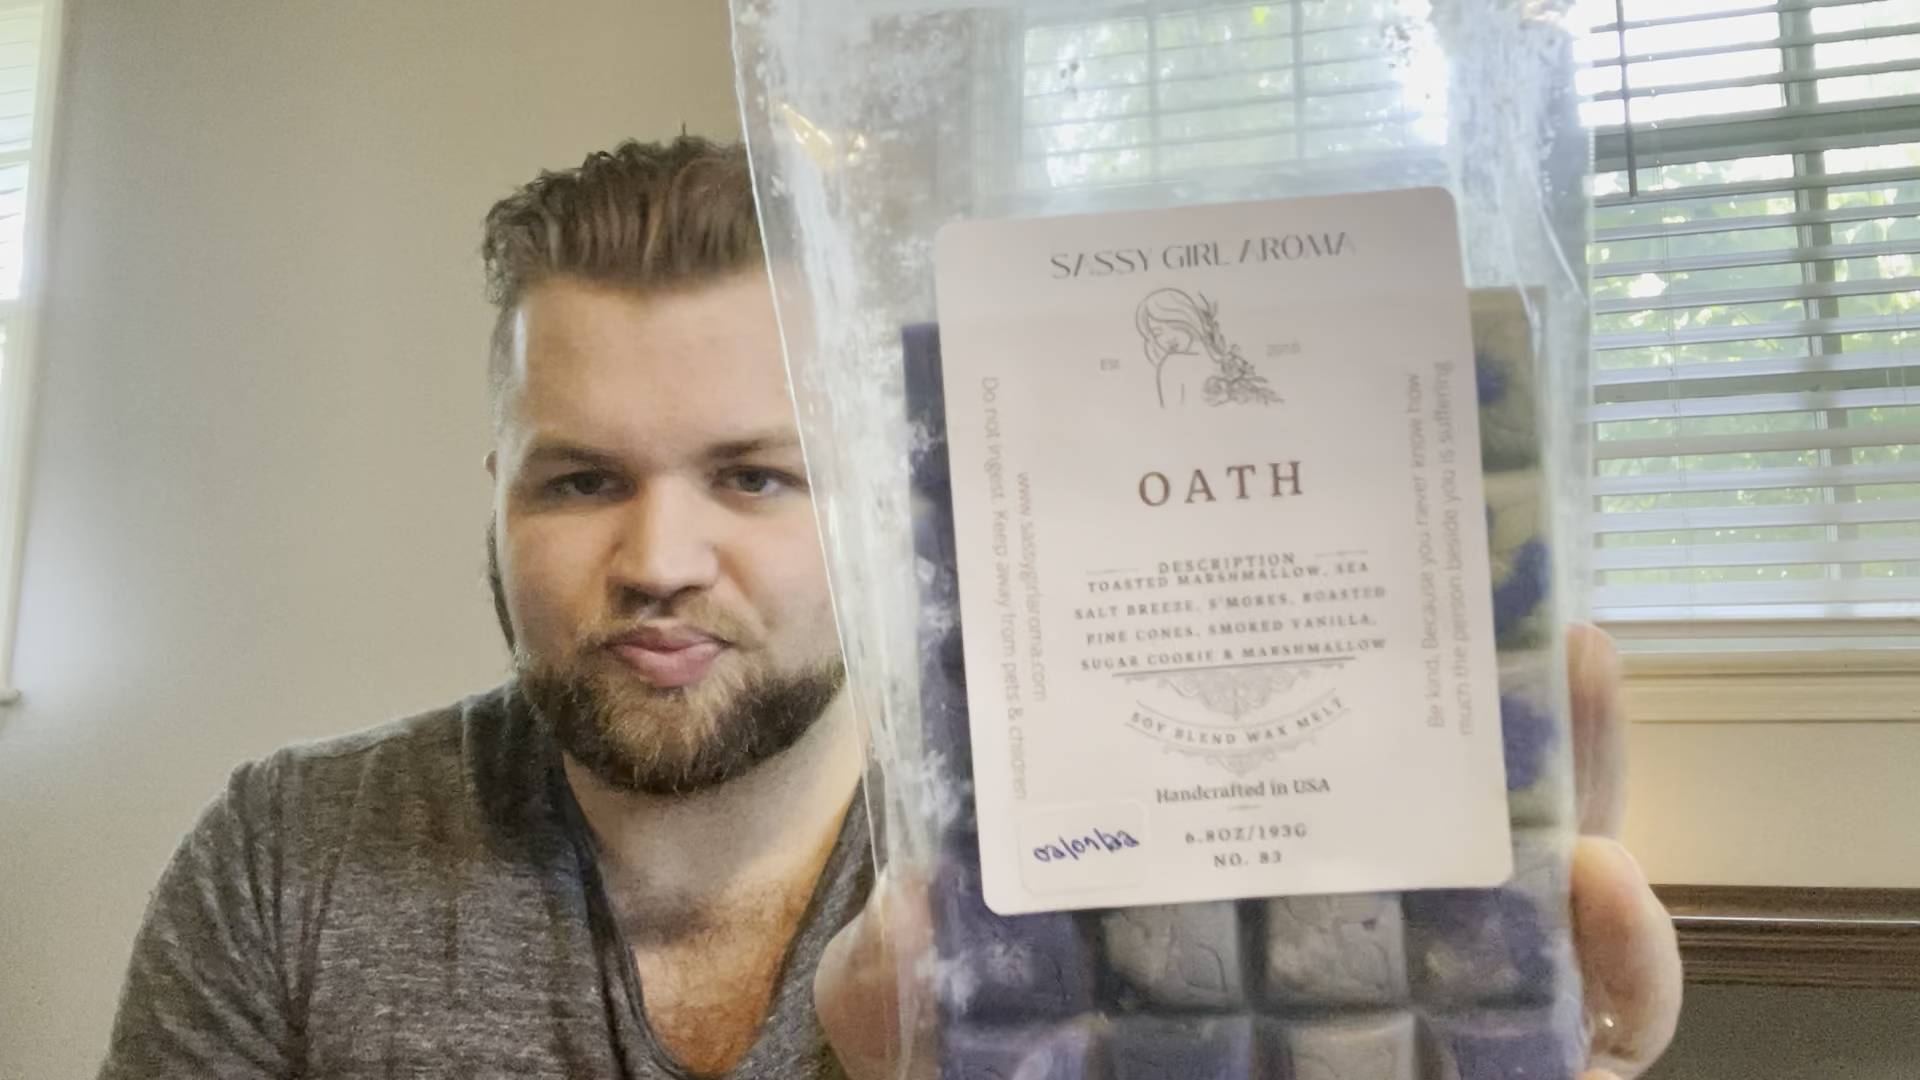 SASSY GIRL AROMA
Est 2010
OATH
DESCRIPTION
TOASTED MARSHMALLOW, SEA
SALT BREEZE, S'MORES, ROASTED
PINE CONES, SMOKED VANILLA,
SUGAR COOKIE & MARSHMALLOW
SOY BLEND WAX MELT
Handcrafted in USA
6.8OZ/193G
NO. 83
Do not ingest. Keep away from pets & children
www.sassygirlaroma.com
Be kind, Because you never know how
much the person beside you is suffering